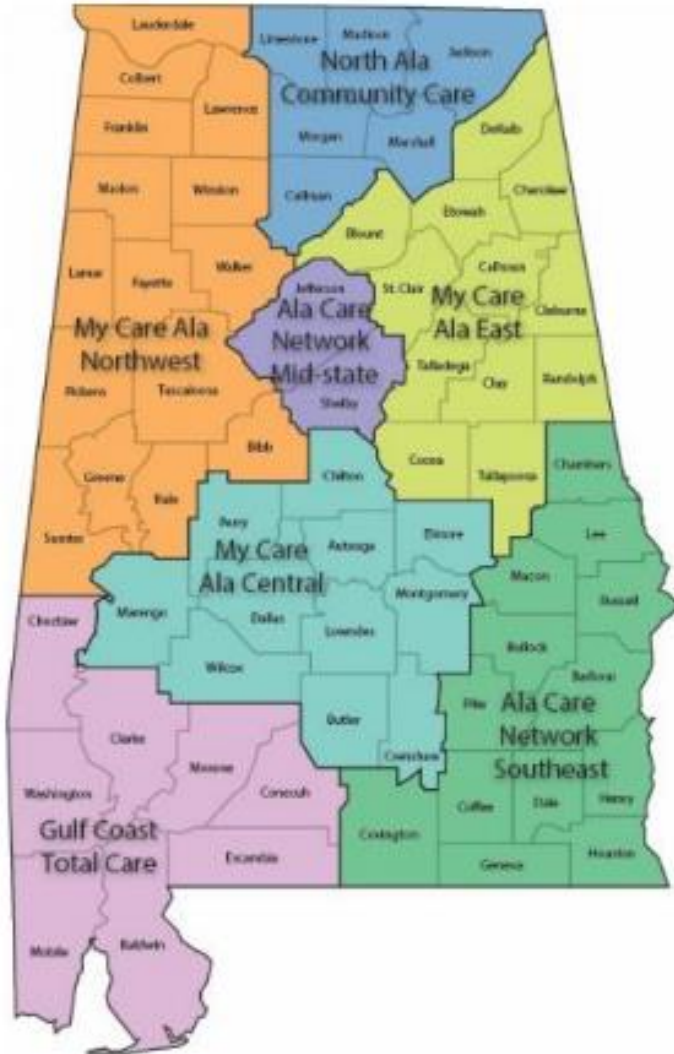 Lauderdale
Limestone
Madison
Jackson
North Ala
Community Care
Colbert
Lawrence
Franklin
Morgan
Marshall
DeKalb
Marion
Winston
Cullman
Cherokee
Etowah
Blount
Walker
Lamar
Fayette
Jefferson
St. Clair
Calhoun
Cleburne
My Care
Ala East
Ala Care
Network
Mid-state
My Care Ala
Northwest
Pickens
Tuscaloosa
Talladega
Clay
Randolph
Shelby
Bibb
Greene
Hale
Sumter
Chilton
Coosa
Tallapoosa
Chambers
Perry
Autauga
Elmore
Lee
My Care
Ala Central
Macon
Russell
Choctaw
Marengo
Dallas
Lowndes
Montgomery
Bullock
Wilcox
Barbour
Pike
Ala Care
Network
Southeast
Clarke
Butler
Crenshaw
Monroe
Washington
Conecuh
Coffee
Dale
Henry
Gulf Coast
Total Care
Covington
Escambia
Geneva
Houston
Mobile
Baldwin